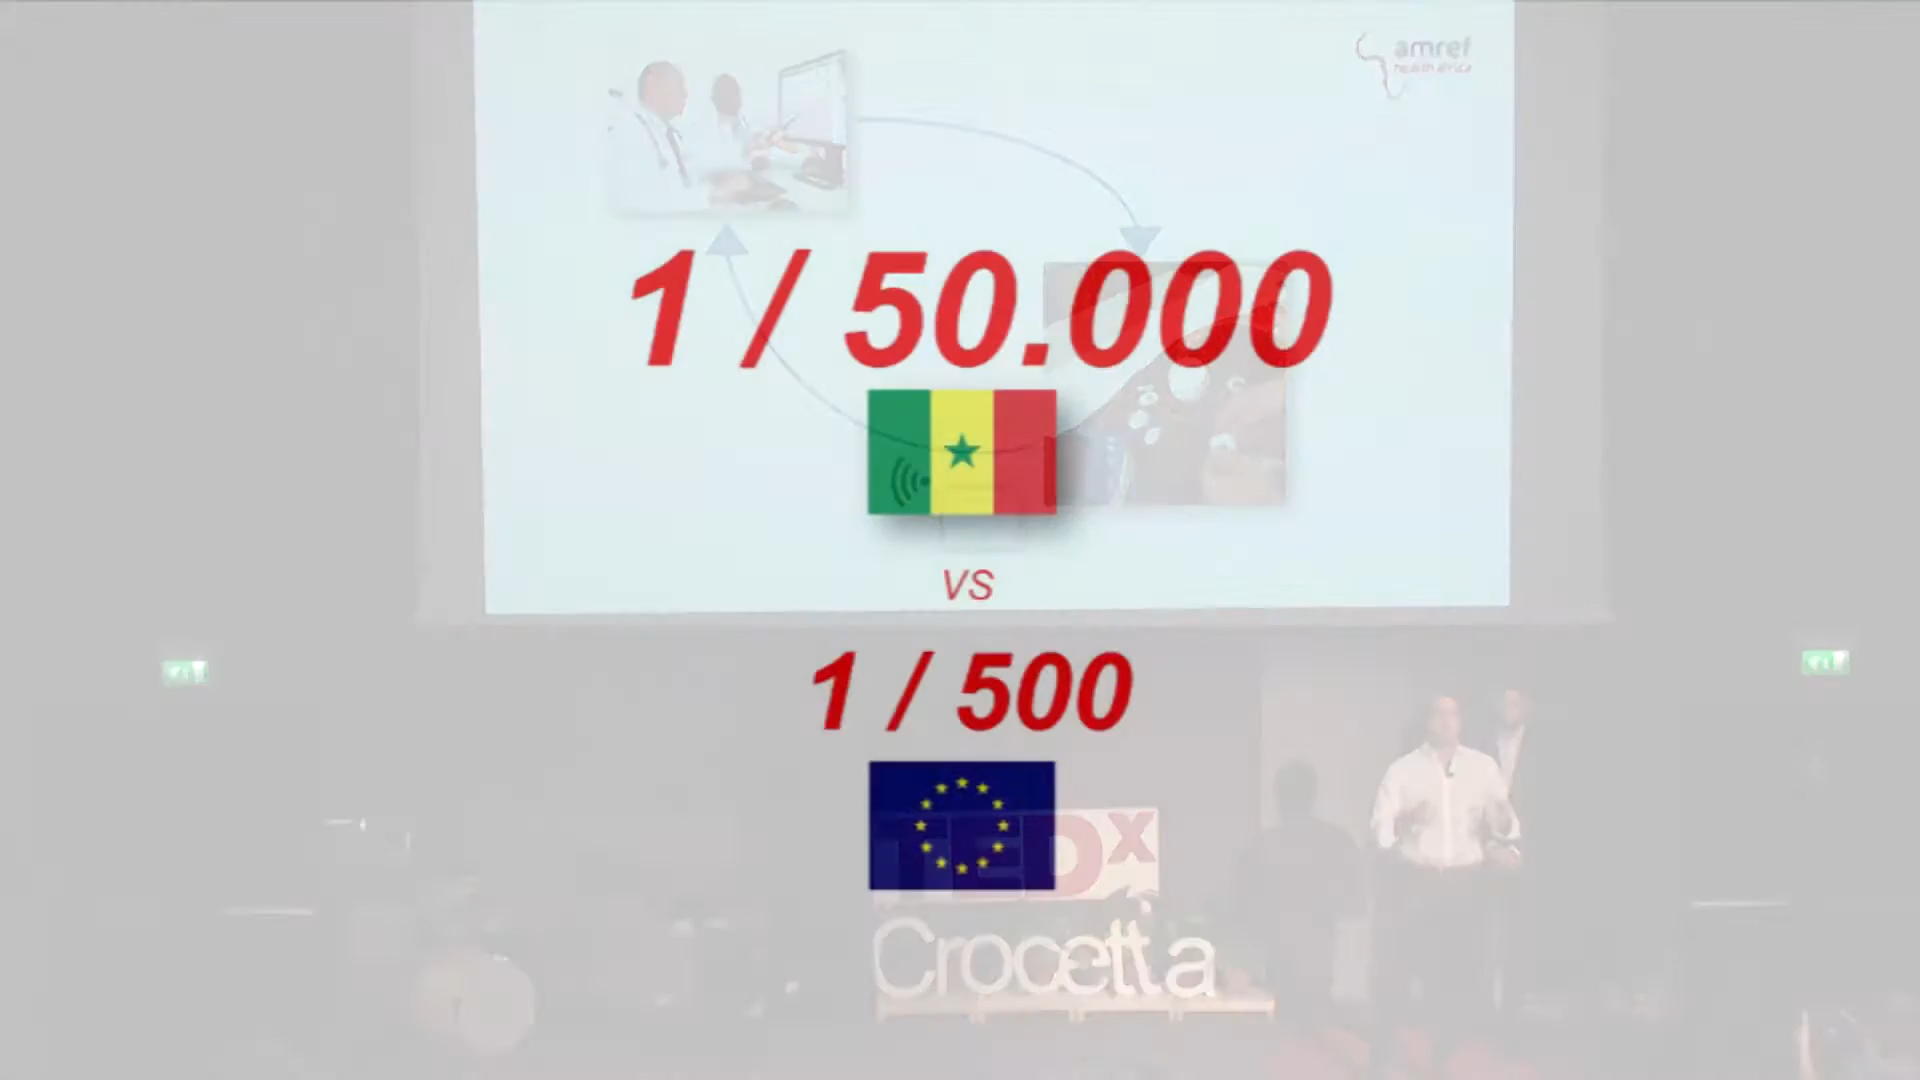 amref
health africa
1 / 50.000
VS
1 / 500
TEDx
Crocetta